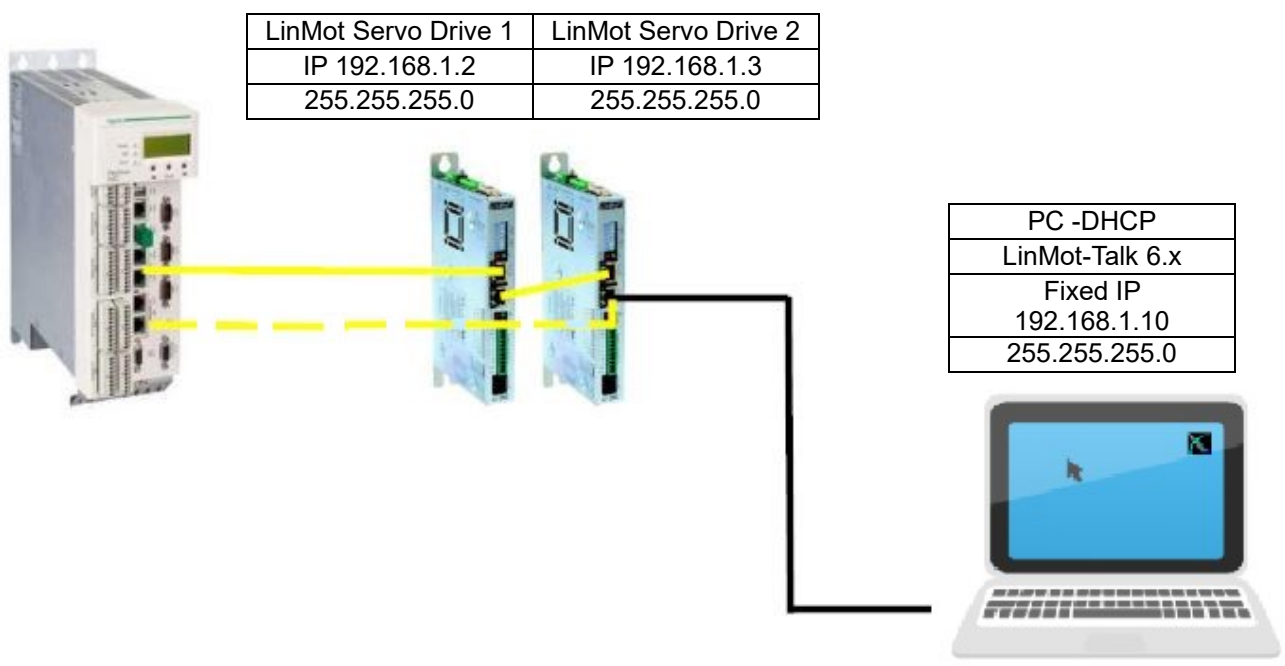 LinMot Servo Drive 1 LinMot Servo Drive 2
IP 192.168.1.2 IP 192.168.1.3
255.255.255.0 255.255.255.0
PC -DHCP
LinMot-Talk 6.x
Fixed IP
192.168.1.10
255.255.255.0